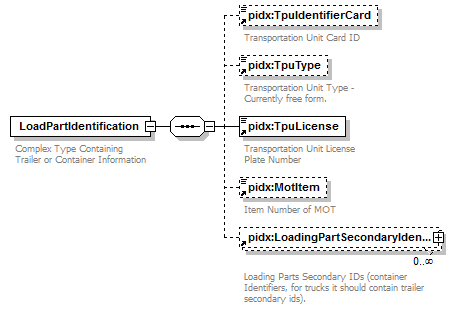 pidx:TpuIdentifierCard
Transportation Unit Card ID
pidx:TpuType
Transportation Unit Type -
Currently free form.
LoadPartIdentification
Complex Type Containing
Trailer or Container Information
pidx:TpuLicense
Transportation Unit License
Plate Number
pidx:MotItem
Item Number of MOT
pidx:LoadingPartSecondaryIden...
0..∞
Loading Parts Secondary IDs (container
Identifiers, for trucks it should contain trailer
secondary ids).